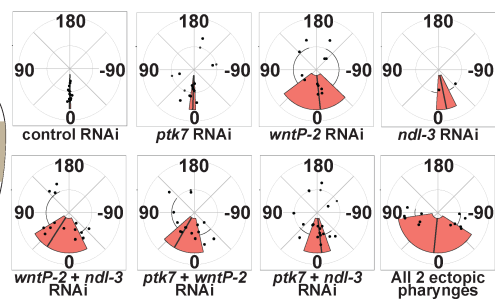 180 180 180 180
90 -90 90 -90 90 -90 90 -90
0 0 0 0
control RNAi ptk7 RNAi wntP-2 RNAi ndl-3 RNAi
180 180 180 180
90 -90 90 -90 90 -90 90 -90
0 0 0 0
wntP-2 + ndl-3 ptk7 + wntP-2 ptk7 + ndl-3 All 2 ectopic
RNAi RNAi RNAi pharynges